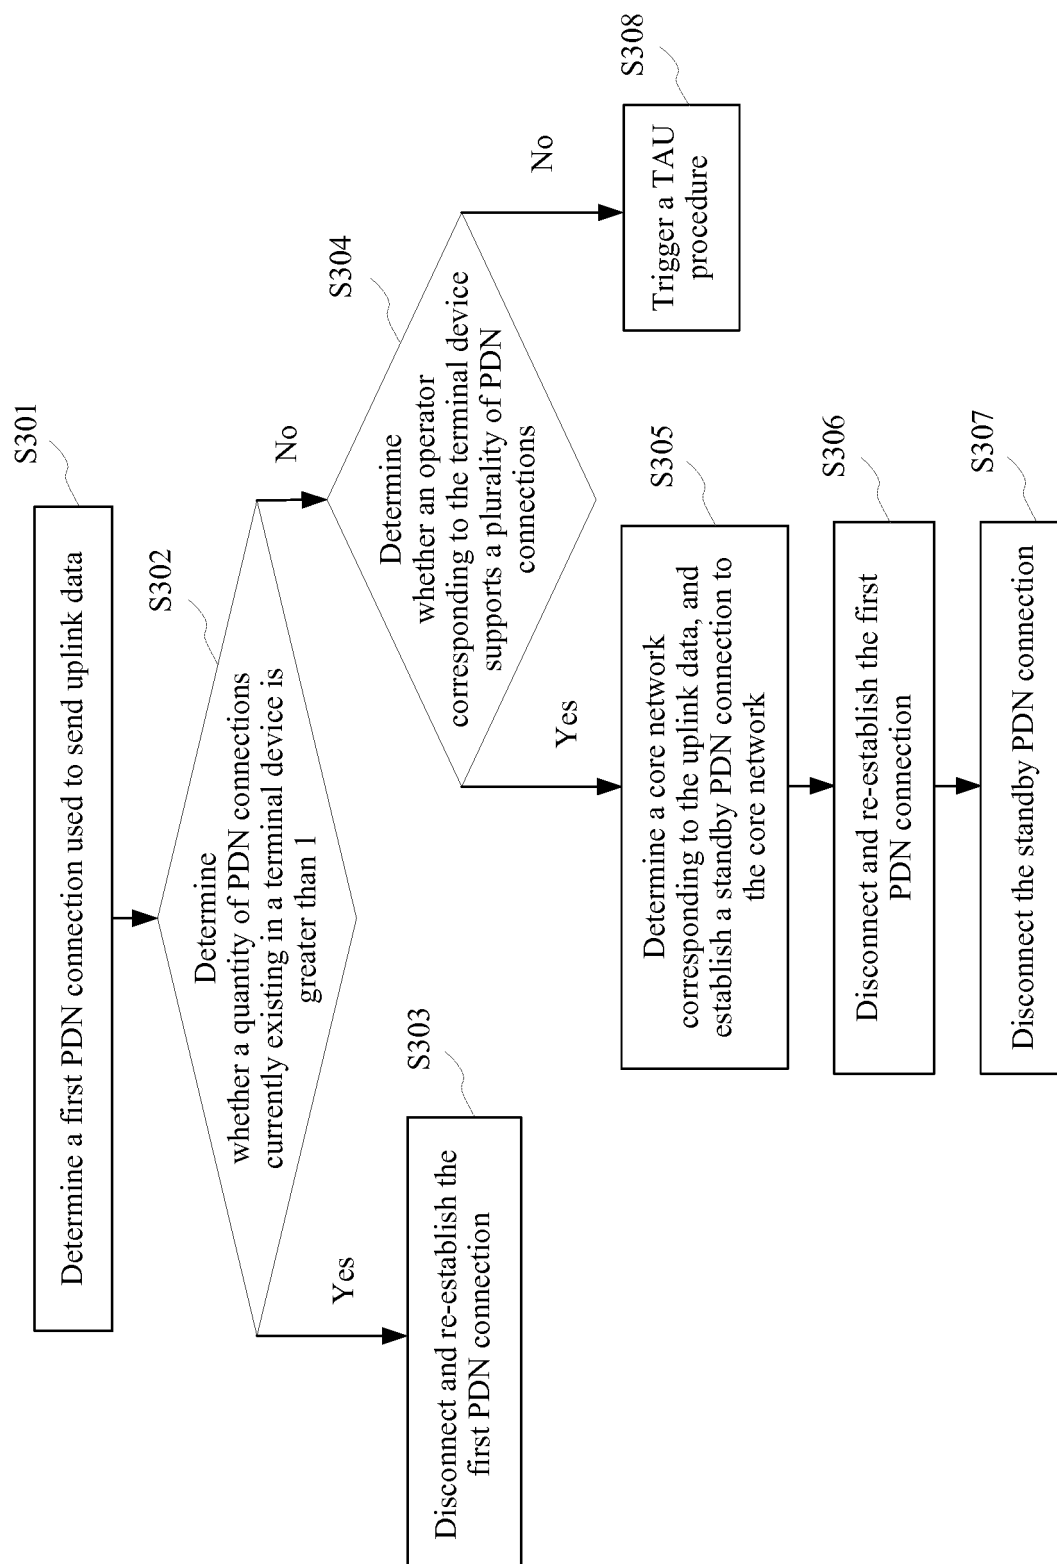 S301
Determine a first PDN connection used to send uplink data
S302
Determine
whether a quantity of PDN connections
currently existing in a terminal device is
greater than 1
Yes
No
S303
Disconnect and re-establish the
first PDN connection
S304
Determine
whether an operator
corresponding to the terminal device
supports a plurality of PDN
connections
Yes
No
S305
Determine a core network
corresponding to the uplink data, and
establish a standby PDN connection to
the core network
S308
Trigger a TAU
procedure
S306
Disconnect and re-establish the first
PDN connection
S307
Disconnect the standby PDN connection